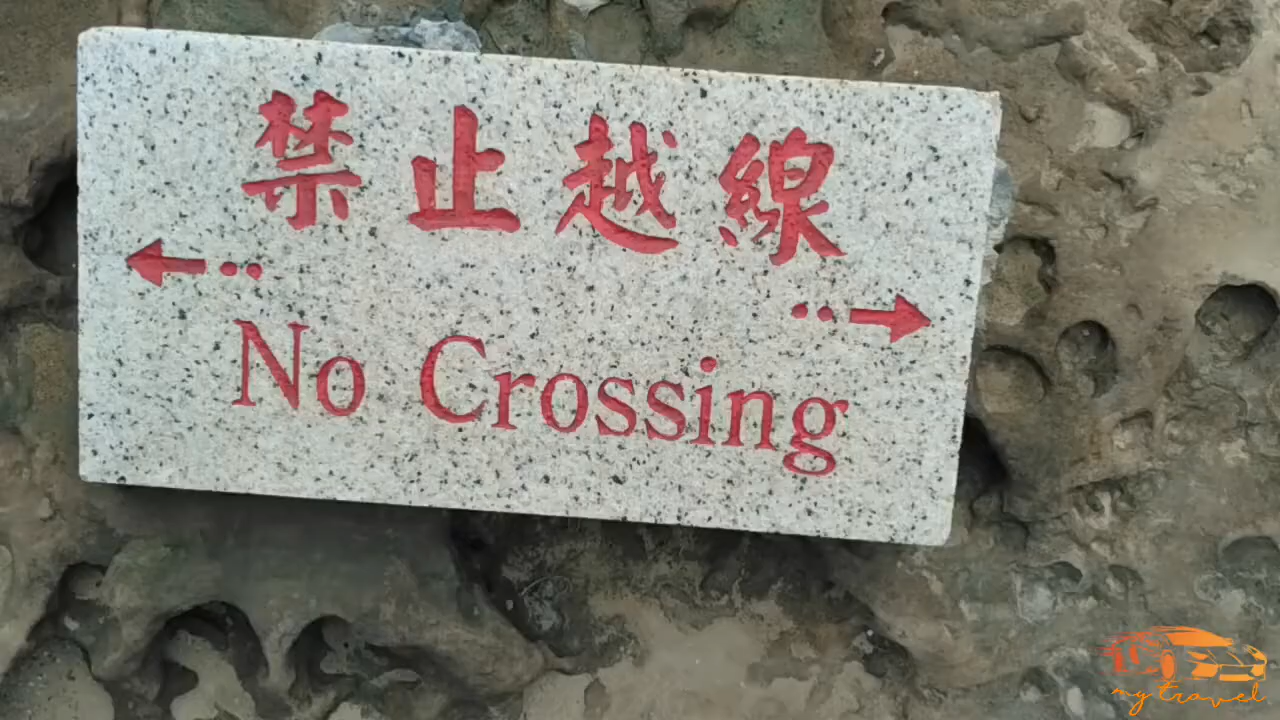 禁止越線
No Crossing
my travel